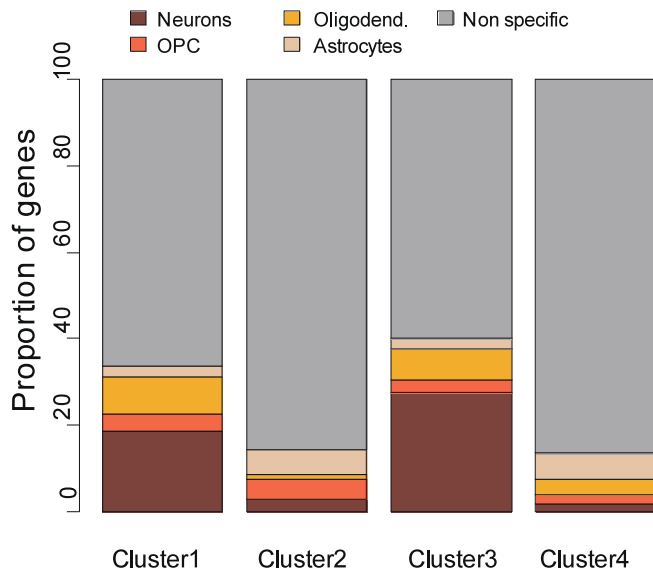 Neurons Oligodend. Non specific
OPC Astrocytes
Proportion of genes
100
80
60
40
20
0
Cluster1 Cluster2 Cluster3 Cluster4